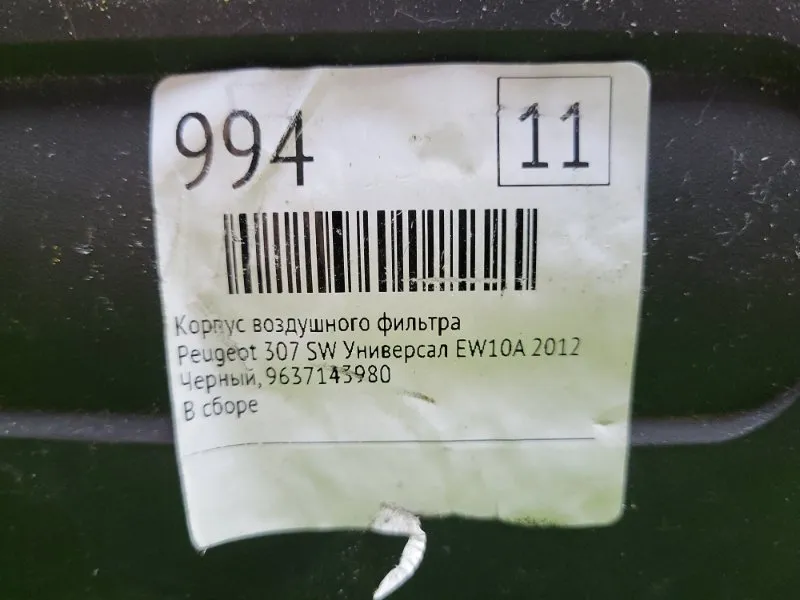 994
11
Корпус воздушного фильтра
Peugeot 307 SW Универсал EW10A 2012
Черный, 9637143980
В сборе